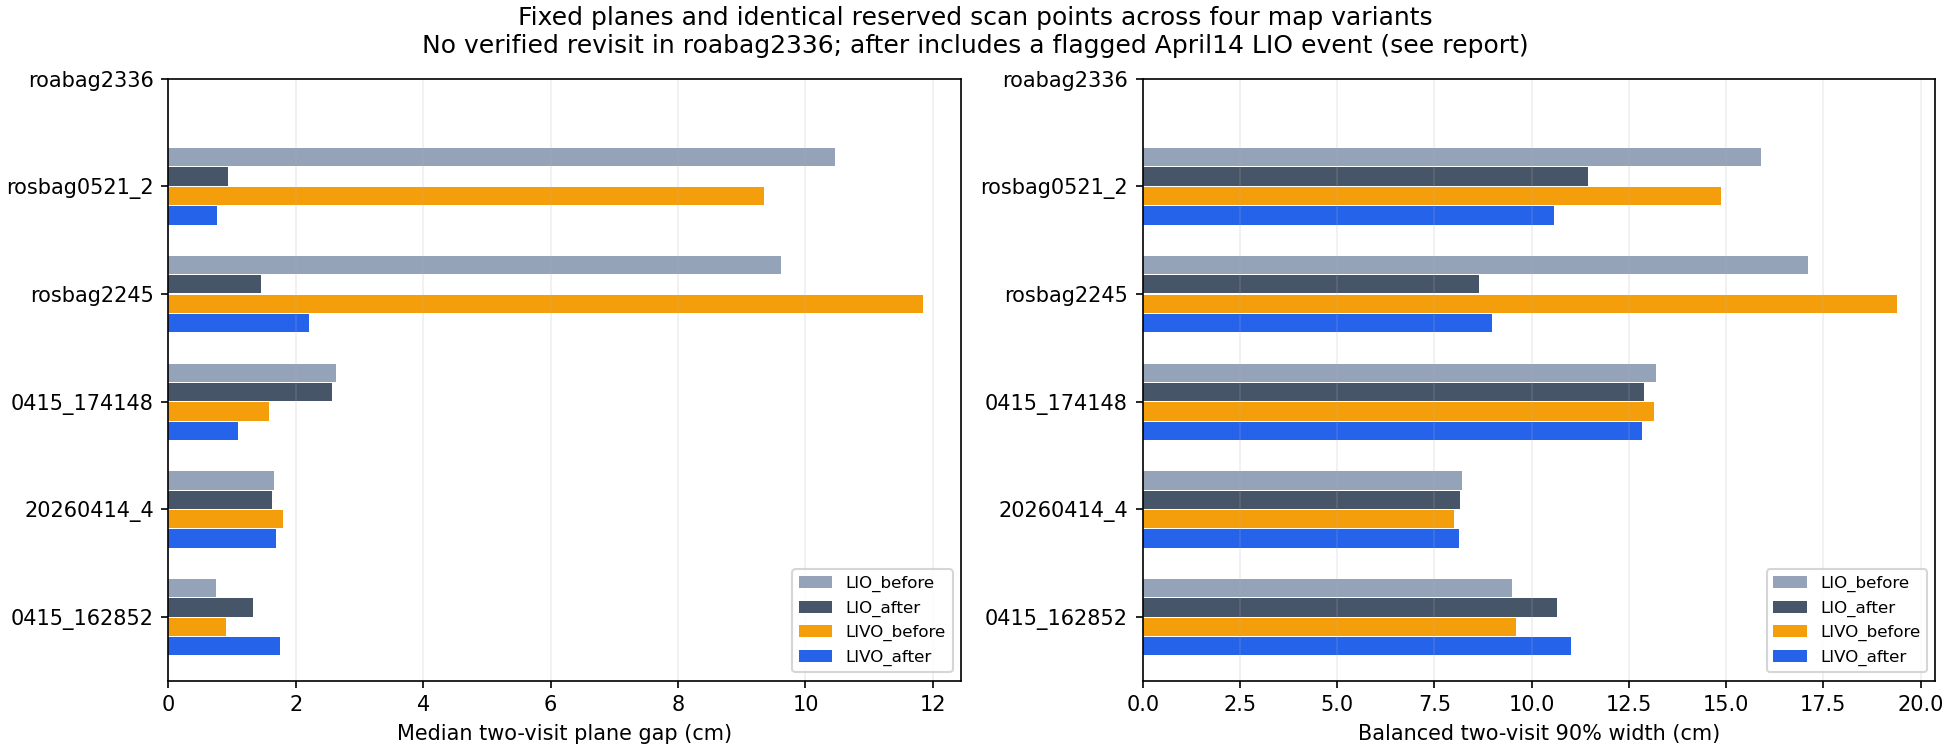 Fixed planes and identical reserved scan points across four map variants
No verified revisit in roabag2336; after includes a flagged April14 LIO event (see report)
roabag2336
rosbag0521_2
rosbag2245
0415_174148
20260414_4
0415_162852
LIO_before
LIO_after
LIVO_before
LIVO_after
0 2 4 6 8 10 12
Median two-visit plane gap (cm)
roabag2336
rosbag0521_2
rosbag2245
0415_174148
20260414_4
0415_162852
LIO_before
LIO_after
LIVO_before
LIVO_after
0.0 2.5 5.0 7.5 10.0 12.5 15.0 17.5 20.0
Balanced two-visit 90% width (cm)